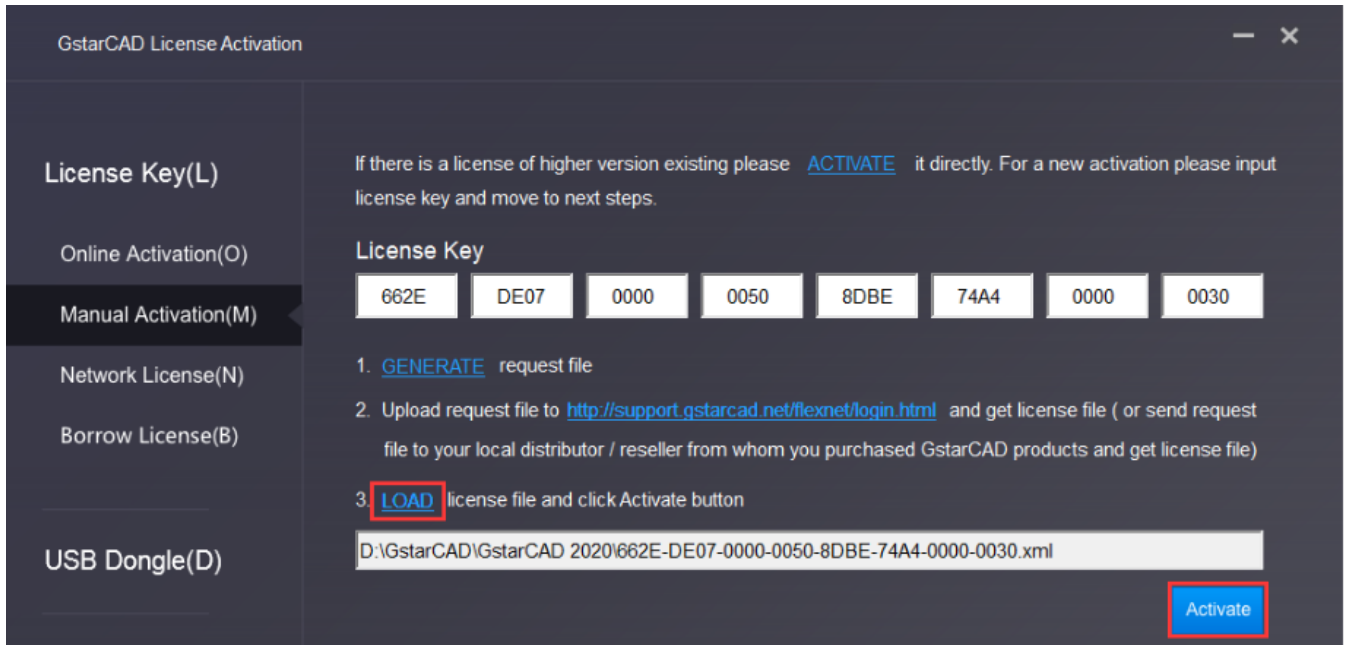 GstarCAD License Activation
License Key(L)
Online Activation(O)
Manual Activation(M)
Network License(N)
Borrow License(B)
USB Dongle(D)
If there is a license of higher version existing please ACTIVATE it directly. For a new activation please input
license key and move to next steps.
License Key
662E DE07 0000 0050 8DBE 74A4 0000 0030
1. GENERATE request file
2. Upload request file to http://support.gstarcad.net/flexnet/login.html and get license file ( or send request
file to your local distributor / reseller from whom you purchased GstarCAD products and get license file)
3. LOAD license file and click Activate button
D:\GstarCAD\GstarCAD 2020\662E-DE07-0000-0050-8DBE-74A4-0000-0030.xml
Activate